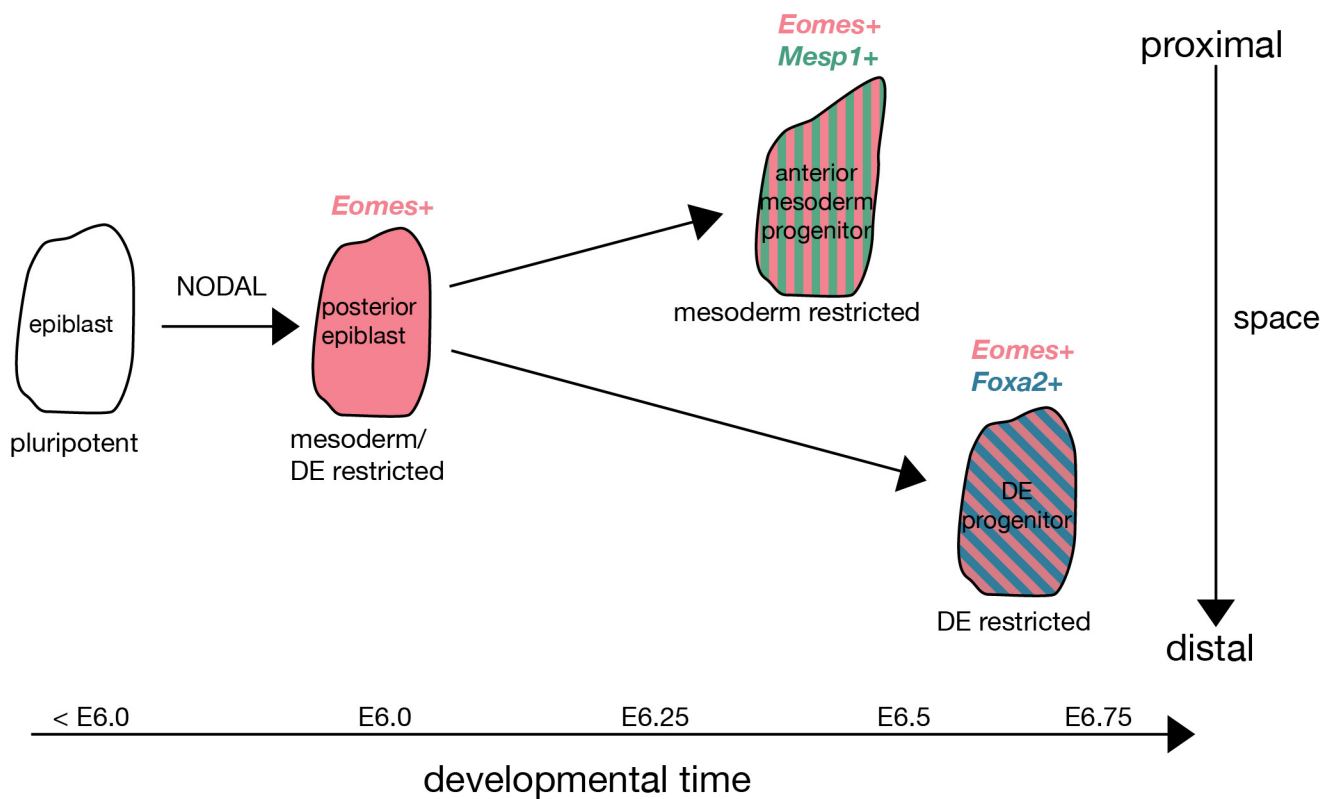 Eomes+
Mesp1+
proximal
anterior
mesoderm
progenitor
mesoderm restricted
Eomes+
NODAL
epiblast
posterior
epiblast
pluripotent
mesoderm/
DE restricted
space
Eomes+
Foxa2+
DE
progenitor
DE restricted
distal
< E6.0
E6.0
E6.25
E6.5
E6.75
developmental time